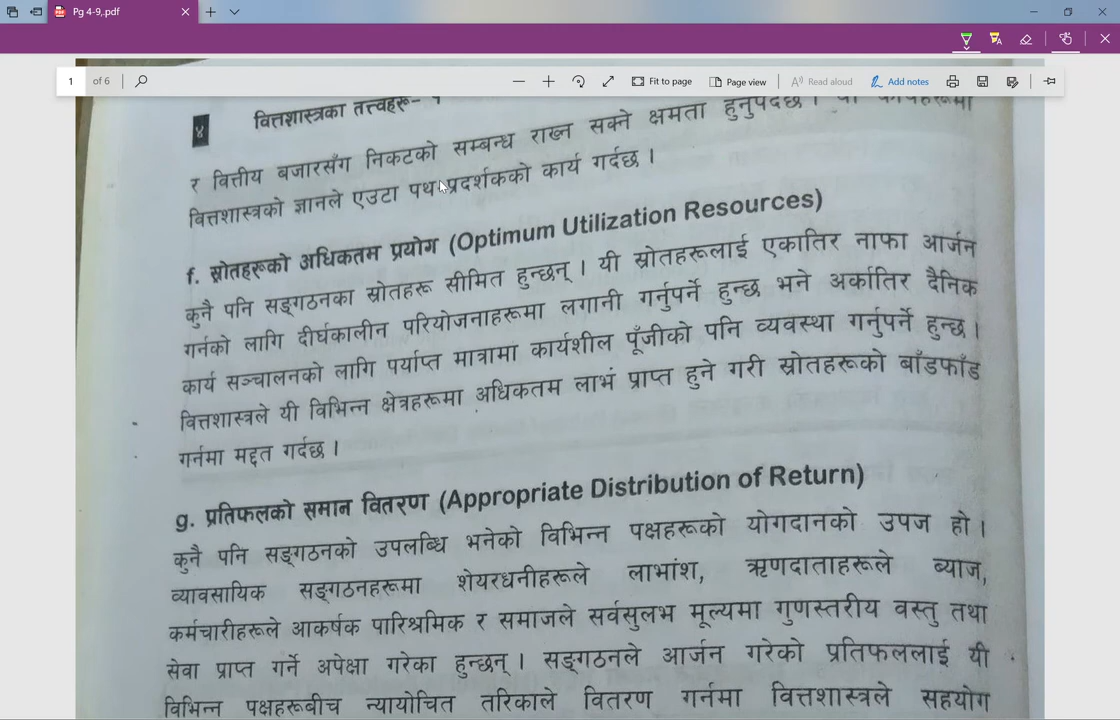 Pg 4-9,.pdf
1 of 6
Fit to page
Page view
Read aloud
Add notes
४ वित्तशास्त्रका तत्त्वहरू– १
र वित्तीय बजारसँग निकटको सम्बन्ध राख्न सक्ने क्षमता हुनुपर्दछ ।
वित्तशास्त्रको ज्ञानले एउटा पथ प्रदर्शकको कार्य गर्दछ ।
f. स्रोतहरूको अधिकतम प्रयोग (Optimum Utilization Resources)
कुनै पनि सङ्गठनका स्रोतहरू सीमित हुन्छन् । यी स्रोतहरूलाई एकातिर नाफा आर्जन
गर्नको लागि दीर्घकालीन परियोजनाहरूमा लगानी गर्नुपर्ने हुन्छ भने अर्कातिर दैनिक
कार्य सञ्चालनको लागि पर्याप्त मात्रामा कार्यशील पूँजीको पनि व्यवस्था गर्नुपर्ने हुन्छ।
वित्तशास्त्रले यी विभिन्न क्षेत्रहरूमा अधिकतम लाभ प्राप्त हुने गरी स्रोतहरूको बाँडफाँड
गर्नमा मद्दत गर्दछ ।
g. प्रतिफलको समान वितरण (Appropriate Distribution of Return)
कुनै पनि सङ्गठनको उपलब्धि भनेको विभिन्न पक्षहरूको योगदानको उपज हो ।
व्यावसायिक सङ्गठनहरूमा शेयरधनीहरूले लाभांश, ऋणदाताहरूले ब्याज,
कर्मचारीहरूले आकर्षक पारिश्रमिक र समाजले सर्वसुलभ मूल्यमा गुणस्तरीय वस्तु तथा
सेवा प्राप्त गर्ने अपेक्षा गरेका हुन्छन् । सङ्गठनले आर्जन गरेको प्रतिफललाई यी
विभिन्न पक्षहरूबीच न्यायोचित तरिकाले वितरण गर्नमा वित्तशास्त्रले सहयोग